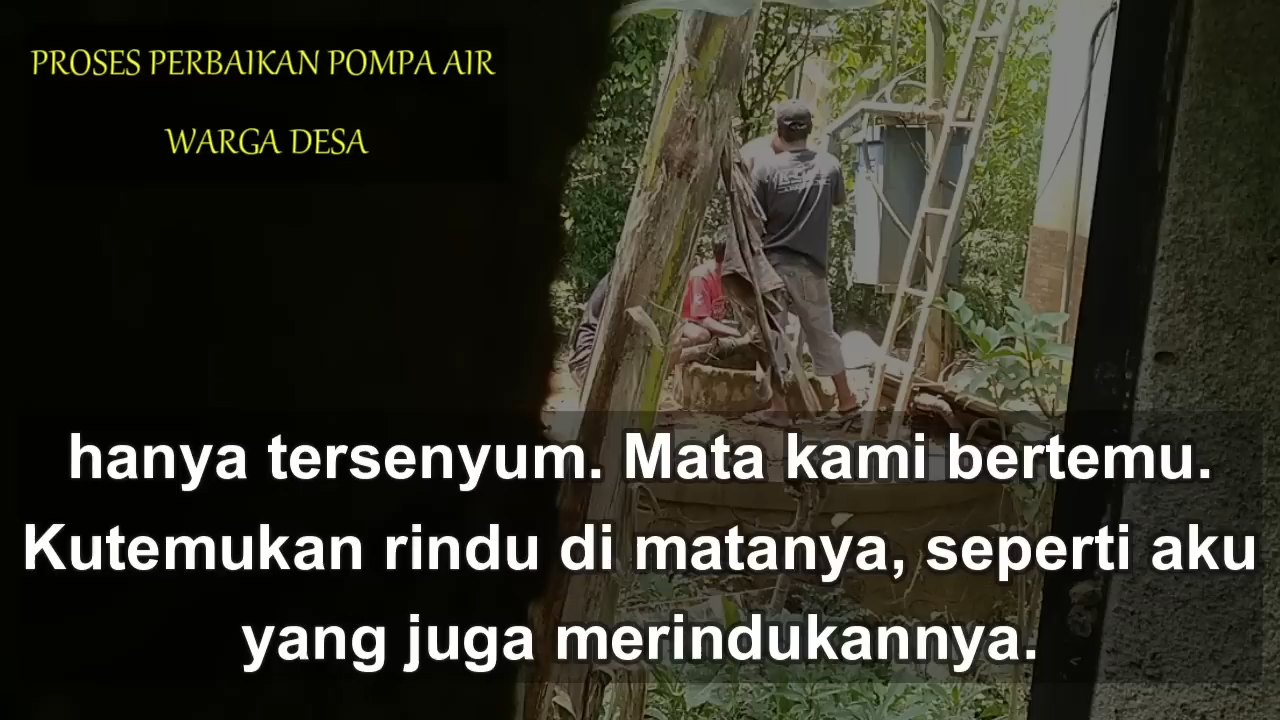 PROSES PERBAIKAN POMPA AIR
WARGA DESA
hanya tersenyum. Mata kami bertemu.
Kutemukan rindu di matanya, seperti aku
yang juga merindukannya.